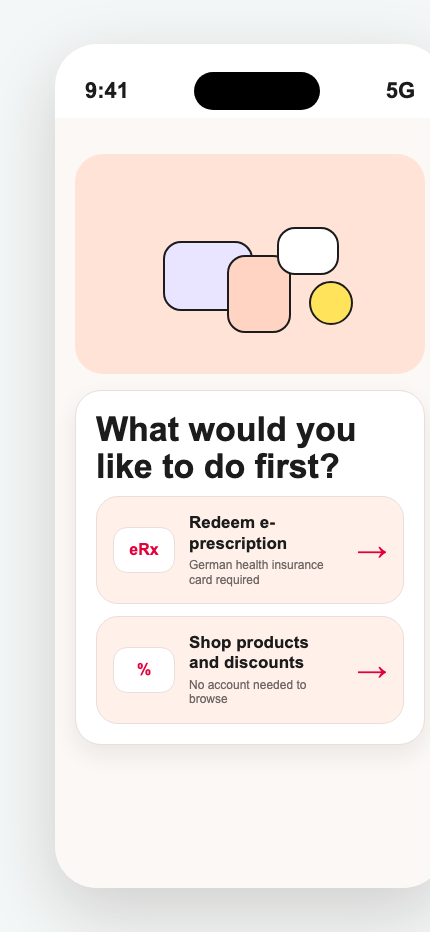 9:41
5G
What would you
like to do first?
eRx
Redeem e-
prescription
German health insurance
card required
→
%
Shop products
and discounts
No account needed to
browse
→